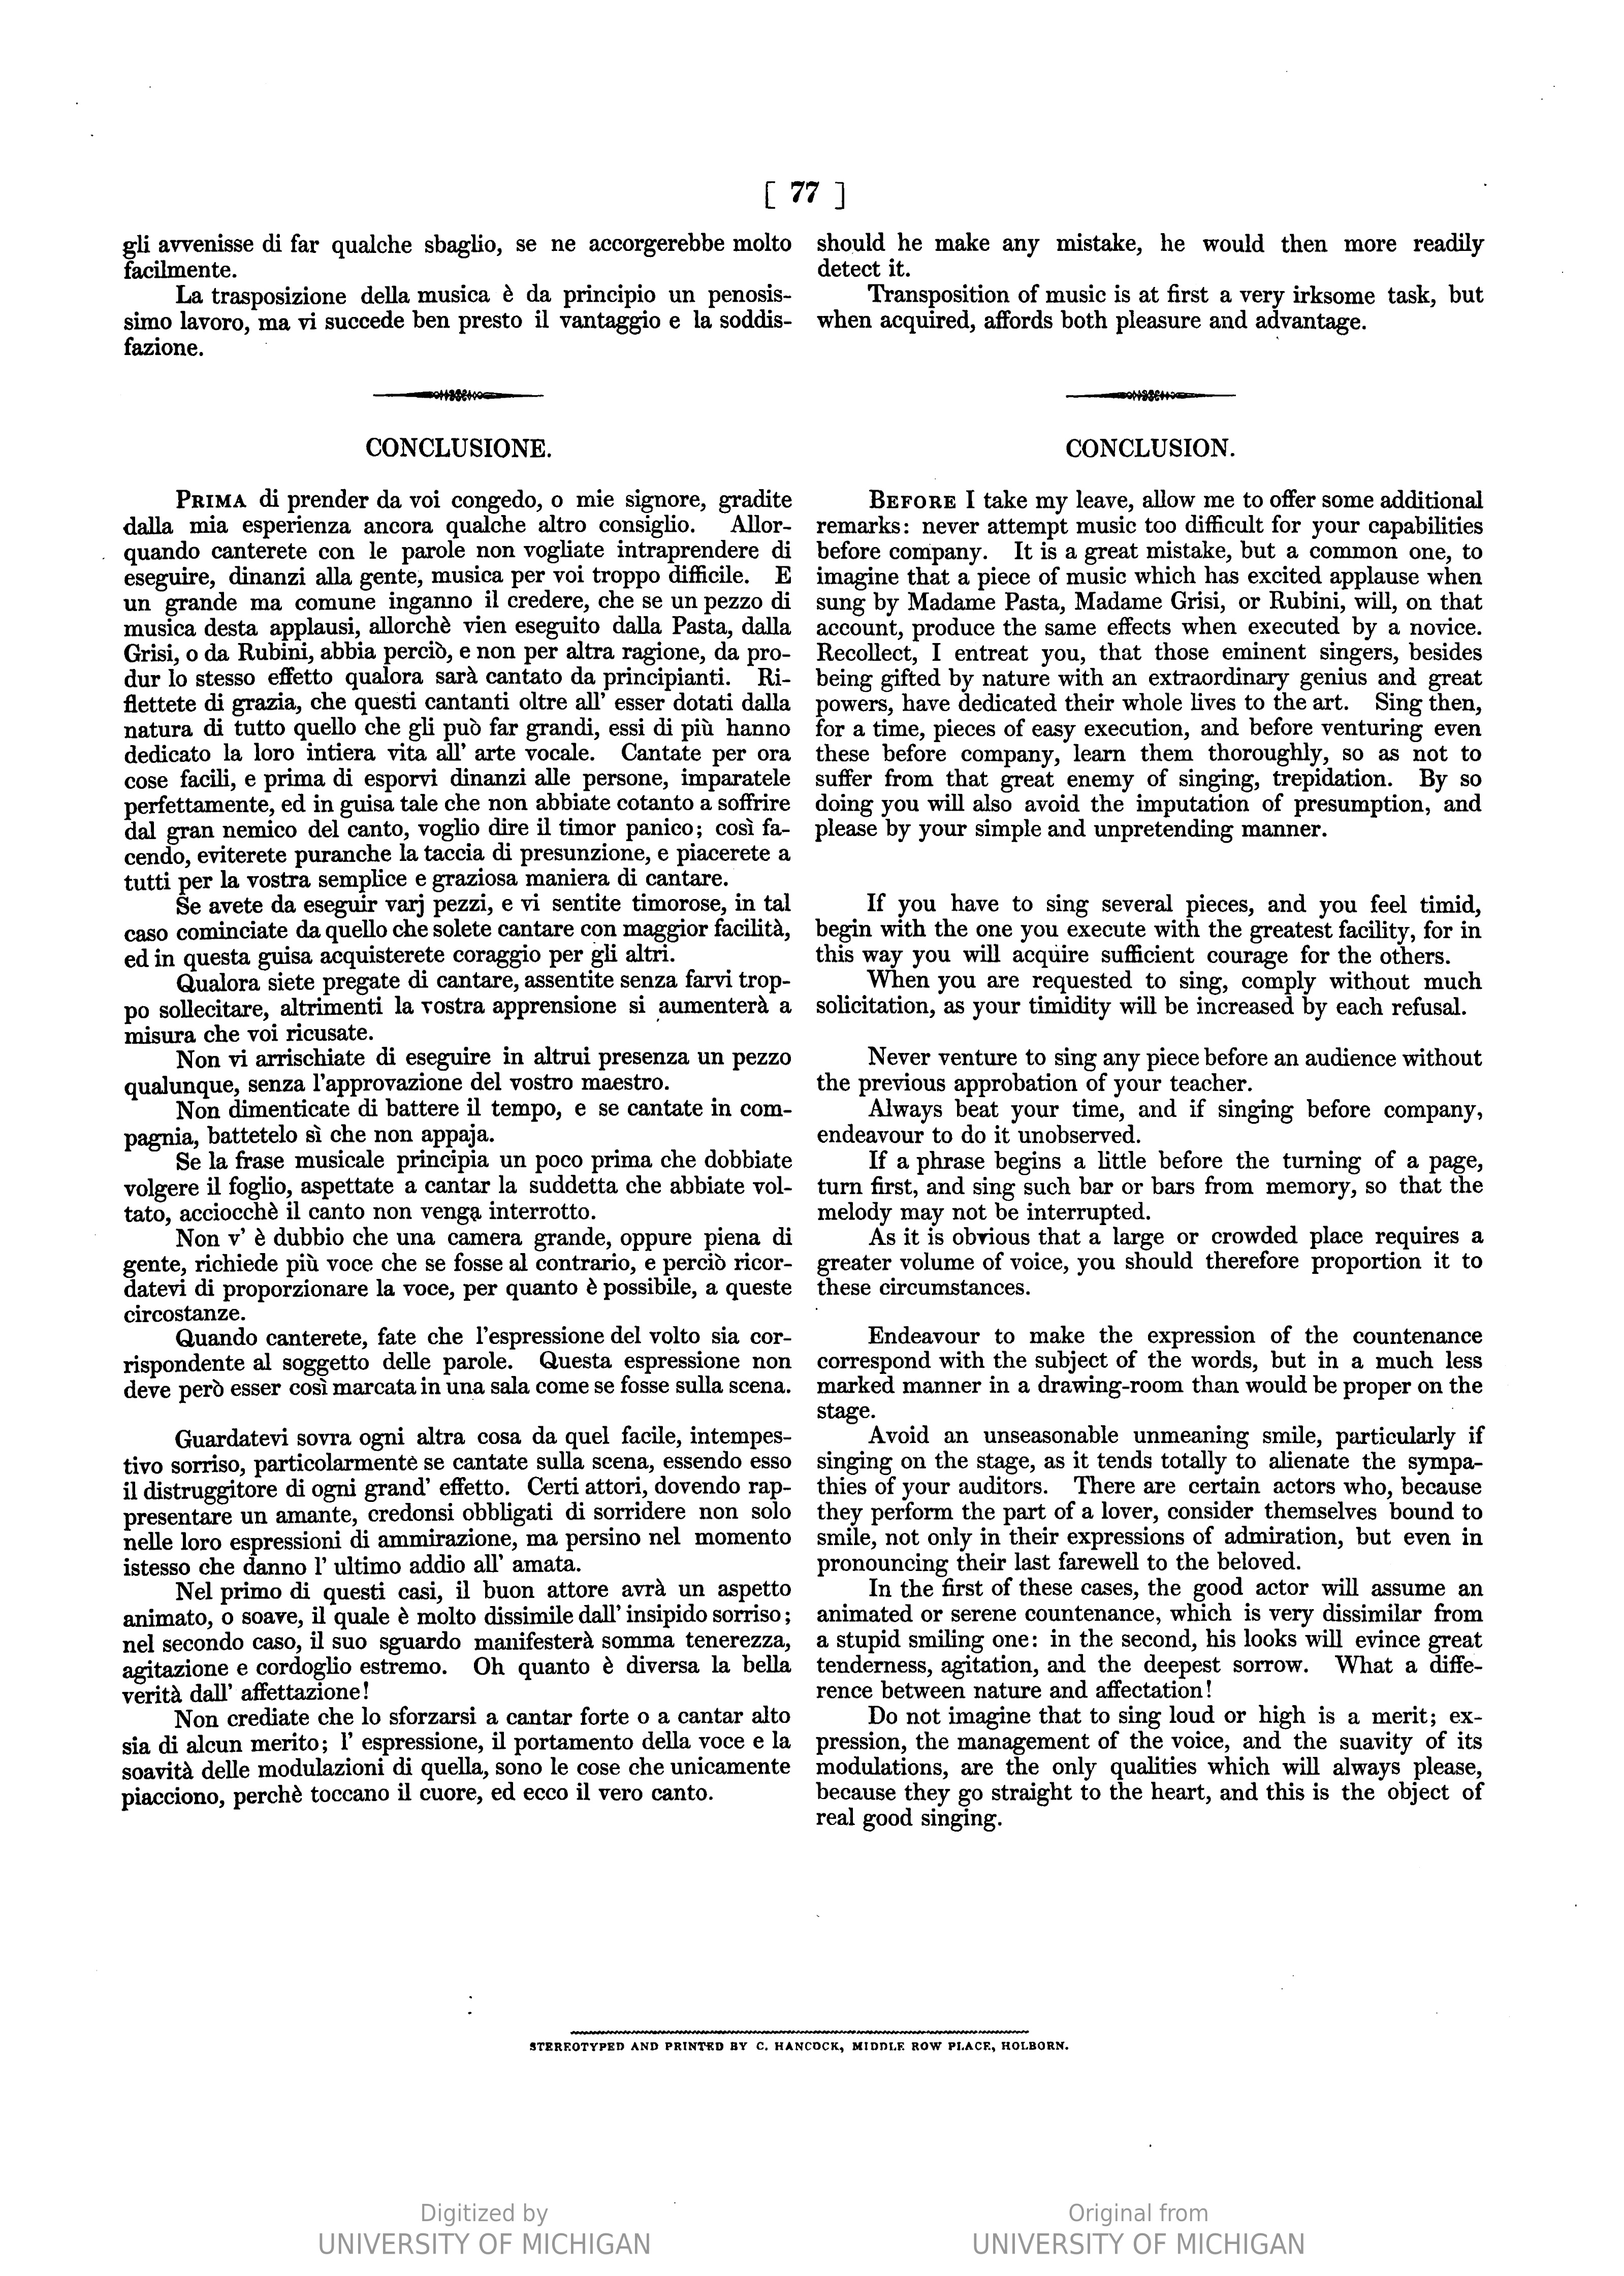 [ 77 ]
gli avvenisse di far qualche sbaglio, se ne accorgerebbe molto
facilmente.
La trasposizione della musica è da principio un penosis-
simo lavoro, ma vi succede ben presto il vantaggio e la soddis-
fazione.
CONCLUSIONE.
PRIMA di prender da voi congedo, o mie signore, gradite
dalla mia esperienza ancora qualche altro consiglio. Allor-
quando canterete con le parole non vogliate intraprendere di
eseguire, dinanzi alla gente, musica per voi troppo difficile. E
un grande ma comune inganno il credere, che se un pezzo di
musica desta applausi, allorchè vien eseguito dalla Pasta, dalla
Grisi, o da Rubini, abbia perciò, e non per altra ragione, da pro-
dur lo stesso effetto qualora sarà cantato da principianti. Ri-
flettete di grazia, che questi cantanti oltre all' esser dotati dalla
natura di tutto quello che gli può far grandi, essi di più hanno
dedicato la loro intiera vita all' arte vocale. Cantate per ora
cose facili, e prima di esporvi dinanzi alle persone, imparatele
perfettamente, ed in guisa tale che non abbiate cotanto a soffrire
dal gran nemico del canto, voglio dire il timor panico; così fa-
cendo, eviterete puranche la taccia di presunzione, e piacerete a
tutti per la vostra semplice e graziosa maniera di cantare.
Se avete da eseguir varj pezzi, e vi sentite timorose, in tal
caso cominciate da quello che solete cantare con maggior facilità,
ed in questa guisa acquisterete coraggio per gli altri.
Qualora siete pregate di cantare, assentite senza farvi trop-
po sollecitare, altrimenti la vostra apprensione si aumenterà a
misura che voi ricusate.
Non vi arrischiate di eseguire in altrui presenza un pezzo
qualunque, senza l'approvazione del vostro maestro.
Non dimenticate di battere il tempo, e se cantate in com-
pagnia, battetelo sì che non appaja.
Se la frase musicale principia un poco prima che dobbiate
volgere il foglio, aspettate a cantar la suddetta che abbiate vol-
tato, acciocchè il canto non venga interrotto.
Non v' è dubbio che una camera grande, oppure piena di
gente, richiede più voce che se fosse al contrario, e perciò ricor-
datevi di proporzionare la voce, per quanto è possibile, a queste
circostanze.
Quando canterete, fate che l'espressione del volto sia cor-
rispondente al soggetto delle parole. Questa espressione non
deve però esser così marcata in una sala come se fosse sulla scena.
Guardatevi sovra ogni altra cosa da quel facile, intempes-
tivo sorriso, particolarmente se cantate sulla scena, essendo esso
il distruggitore di ogni grand' effetto. Certi attori, dovendo rap-
presentare un amante, credonsi obbligati di sorridere non solo
nelle loro espressioni di ammirazione, ma persino nel momento
istesso che danno l' ultimo addio all' amata.
Nel primo di questi casi, il buon attore avrà un aspetto
animato, o soave, il quale è molto dissimile dall' insipido sorriso;
nel secondo caso, il suo sguardo manifesterà somma tenerezza,
agitazione e cordoglio estremo. Oh quanto è diversa la bella
verità dall' affettazione!
Non crediate che lo sforzarsi a cantar forte o a cantar alto
sia di alcun merito; l' espressione, il portamento della voce e la
soavità delle modulazioni di quella, sono le cose che unicamente
piacciono, perchè toccano il cuore, ed ecco il vero canto.
should he make any mistake, he would then more readily
detect it.
Transposition of music is at first a very irksome task, but
when acquired, affords both pleasure and advantage.
CONCLUSION.
BEFORE I take my leave, allow me to offer some additional
remarks: never attempt music too difficult for your capabilities
before company. It is a great mistake, but a common one, to
imagine that a piece of music which has excited applause when
sung by Madame Pasta, Madame Grisi, or Rubini, will, on that
account, produce the same effects when executed by a novice.
Recollect, I entreat you, that those eminent singers, besides
being gifted by nature with an extraordinary genius and great
powers, have dedicated their whole lives to the art. Sing then,
for a time, pieces of easy execution, and before venturing even
these before company, learn them thoroughly, so as not to
suffer from that great enemy of singing, trepidation. By so
doing you will also avoid the imputation of presumption, and
please by your simple and unpretending manner.
If you have to sing several pieces, and you feel timid,
begin with the one you execute with the greatest facility, for in
this way you will acquire sufficient courage for the others.
When you are requested to sing, comply without much
solicitation, as your timidity will be increased by each refusal.
Never venture to sing any piece before an audience without
the previous approbation of your teacher.
Always beat your time, and if singing before company,
endeavour to do it unobserved.
If a phrase begins a little before the turning of a page,
turn first, and sing such bar or bars from memory, so that the
melody may not be interrupted.
As it is obvious that a large or crowded place requires a
greater volume of voice, you should therefore proportion it to
these circumstances.
Endeavour to make the expression of the countenance
correspond with the subject of the words, but in a much less
marked manner in a drawing-room than would be proper on the
stage.
Avoid an unseasonable unmeaning smile, particularly if
singing on the stage, as it tends totally to alienate the sympa-
thies of your auditors. There are certain actors who, because
they perform the part of a lover, consider themselves bound to
smile, not only in their expressions of admiration, but even in
pronouncing their last farewell to the beloved.
In the first of these cases, the good actor will assume an
animated or serene countenance, which is very dissimilar from
a stupid smiling one: in the second, his looks will evince great
tenderness, agitation, and the deepest sorrow. What a diffe-
rence between nature and affectation!
Do not imagine that to sing loud or high is a merit; ex-
pression, the management of the voice, and the suavity of its
modulations, are the only qualities which will always please,
because they go straight to the heart, and this is the object of
real good singing.
STEREOTYPED AND PRINTED BY C. HANCOCK, MIDDLE ROW PLACE, HOLBORN.
Digitized by
UNIVERSITY OF MICHIGAN
Original from
UNIVERSITY OF MICHIGAN